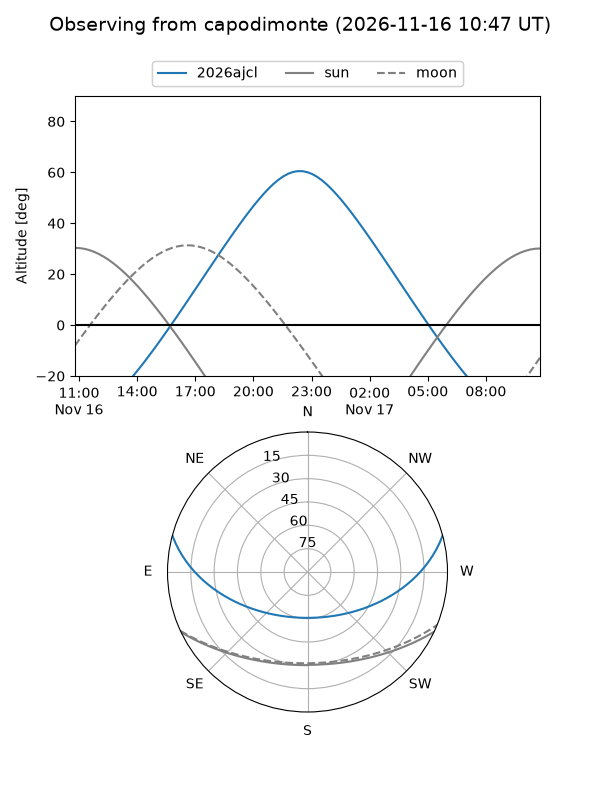 Observing from capodimonte (2026-11-16 10:47 UT)
2026ajcl sun moon
Altitude [deg]
80
60
40
20
0
−20
11:00 14:00 17:00 20:00 23:00 02:00 05:00 08:00
Nov 16 Nov 17
N
NE NW
15
30
45
60
75
E W
SE SW
S